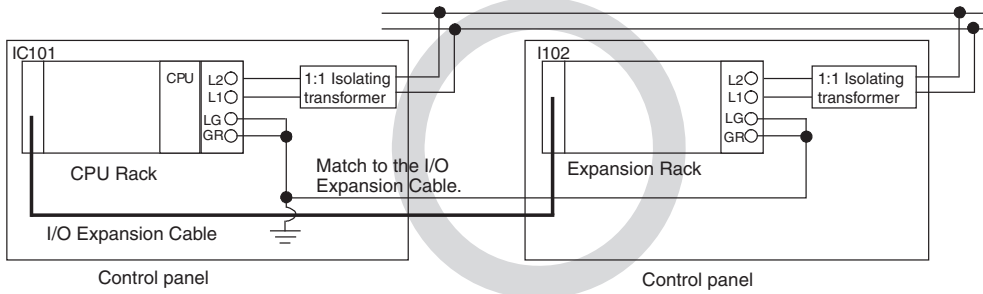 IC101
CPU
L2
L1
LG
GR
1:1 Isolating
transformer
CPU Rack
I/O Expansion Cable
Match to the I/O
Expansion Cable.
I102
L2
L1
LG
GR
1:1 Isolating
transformer
Expansion Rack
Control panel
Control panel